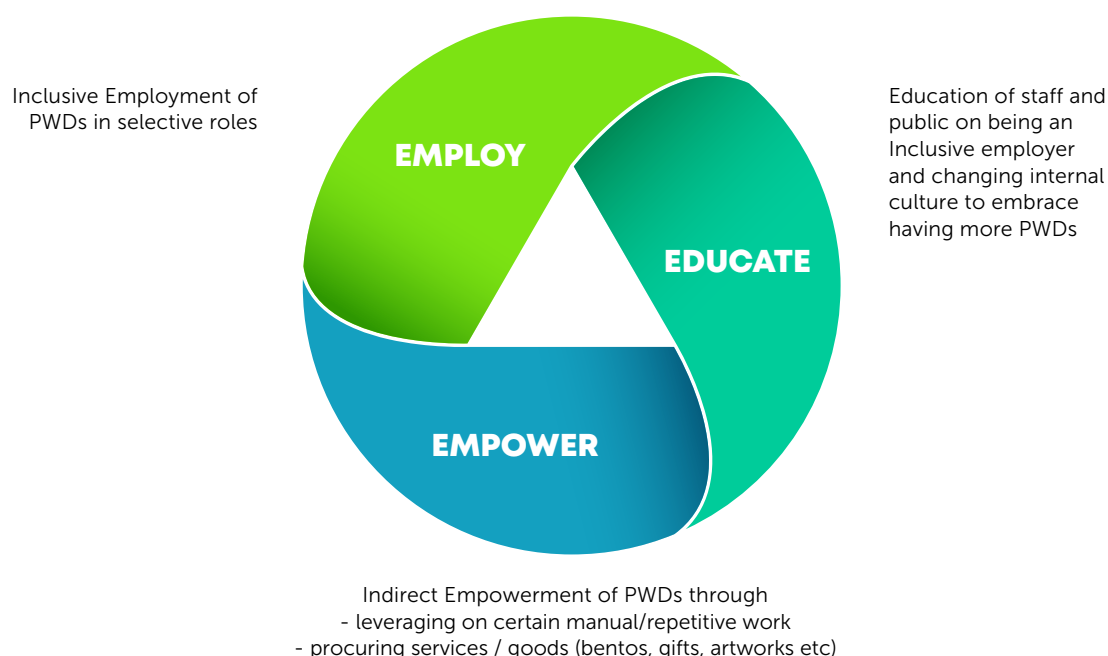 Inclusive Employment of
PWDs in selective roles
EMPLOY
Education of staff and
public on being an
Inclusive employer
and changing internal
culture to embrace
having more PWDs
EDUCATE
EMPOWER
Indirect Empowerment of PWDs through
- leveraging on certain manual/repetitive work
- procuring services / goods (bentos, gifts, artworks etc)